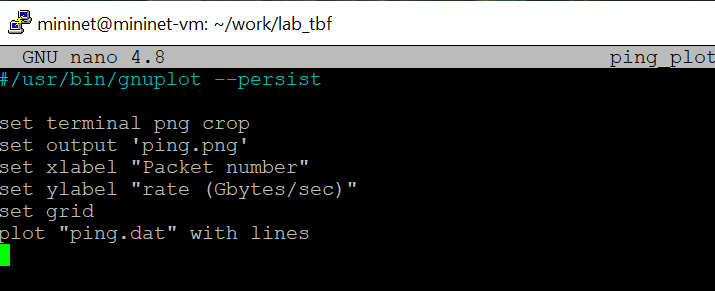 mininet@mininet-vm: ~/work/lab_tbf
GNU nano 4.8 ping_plot
#/usr/bin/gnuplot --persist
set terminal png crop
set output 'ping.png'
set xlabel "Packet number"
set ylabel "rate (Gbytes/sec)"
set grid
plot "ping.dat" with lines